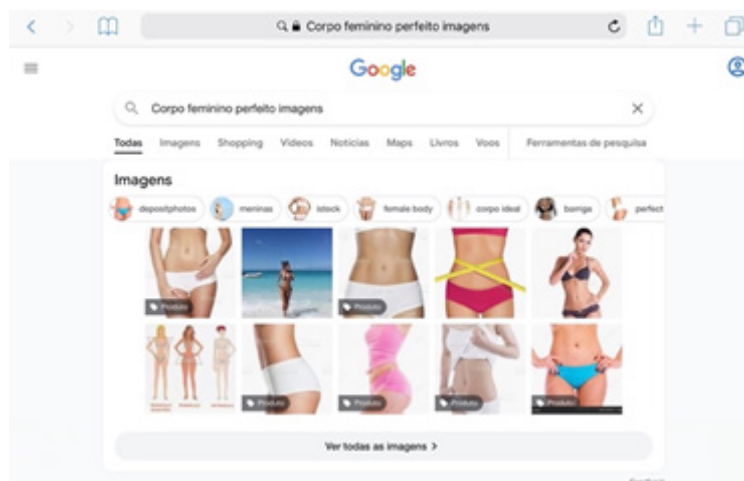 Corpo feminino perfeito imagens
Google
Corpo feminino perfeito imagens
Todas Imagens Shopping Vídeos Notícias Maps Livros Voos Ferramentas de pesquisa
Imagens
depositphotos meninas istock female body corpo ideal barriga perfect
Produto Produto
Produto Produto Produto Produto
Ver todas as imagens >